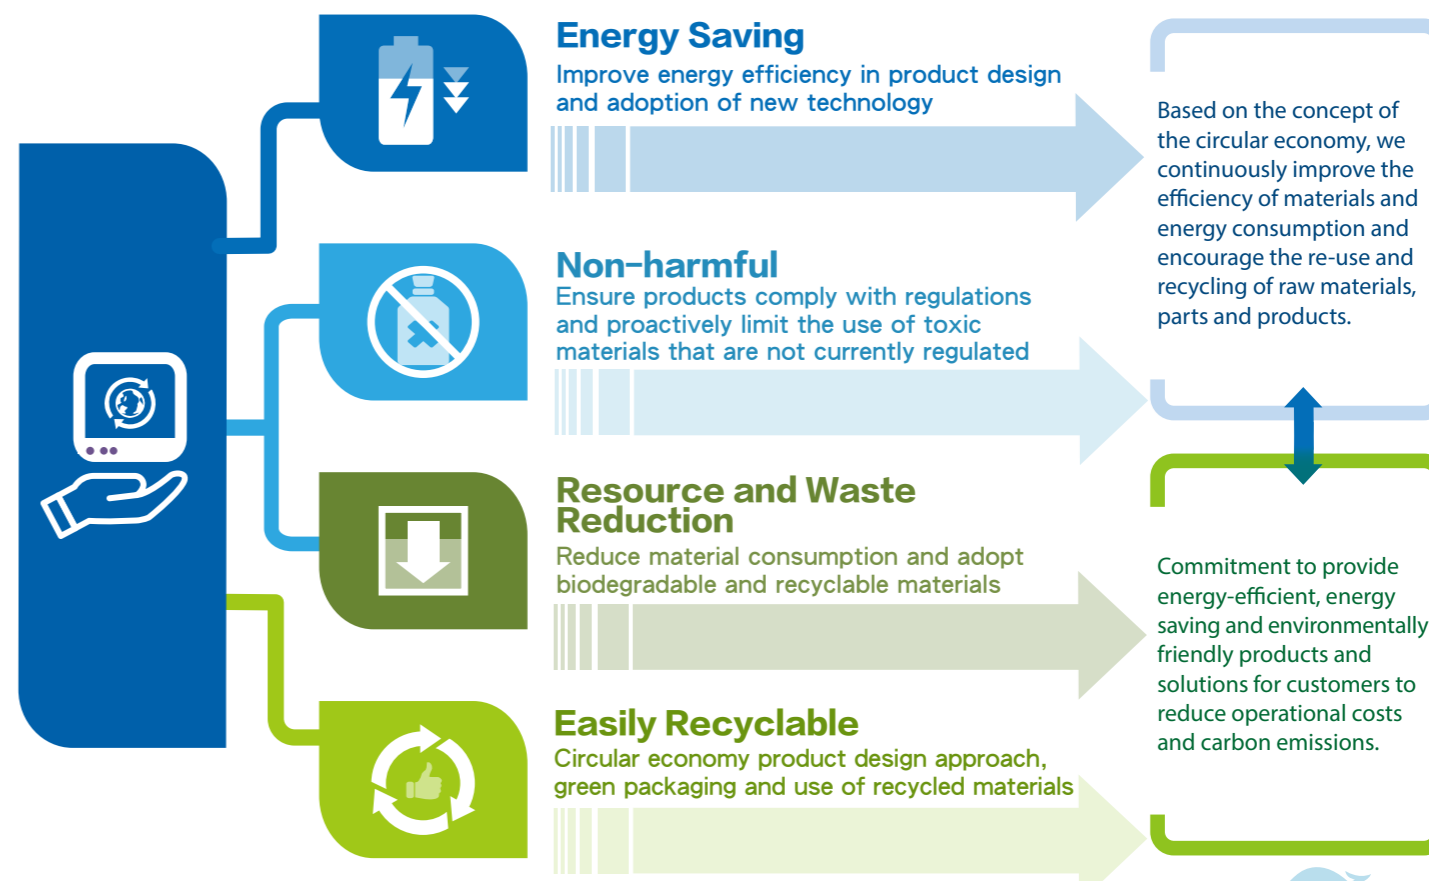 Energy Saving
Improve energy efficiency in product design
and adoption of new technology
Based on the concept of
the circular economy, we
continuously improve the
efficiency of materials and
energy consumption and
encourage the re-use and
recycling of raw materials,
parts and products.
Non-harmful
Ensure products comply with regulations
and proactively limit the use of toxic
materials that are not currently regulated
Resource and Waste
Reduction
Reduce material consumption and adopt
biodegradable and recyclable materials
Commitment to provide
energy-efficient, energy
saving and environmentally
friendly products and
solutions for customers to
reduce operational costs
and carbon emissions.
Easily Recyclable
Circular economy product design approach,
green packaging and use of recycled materials